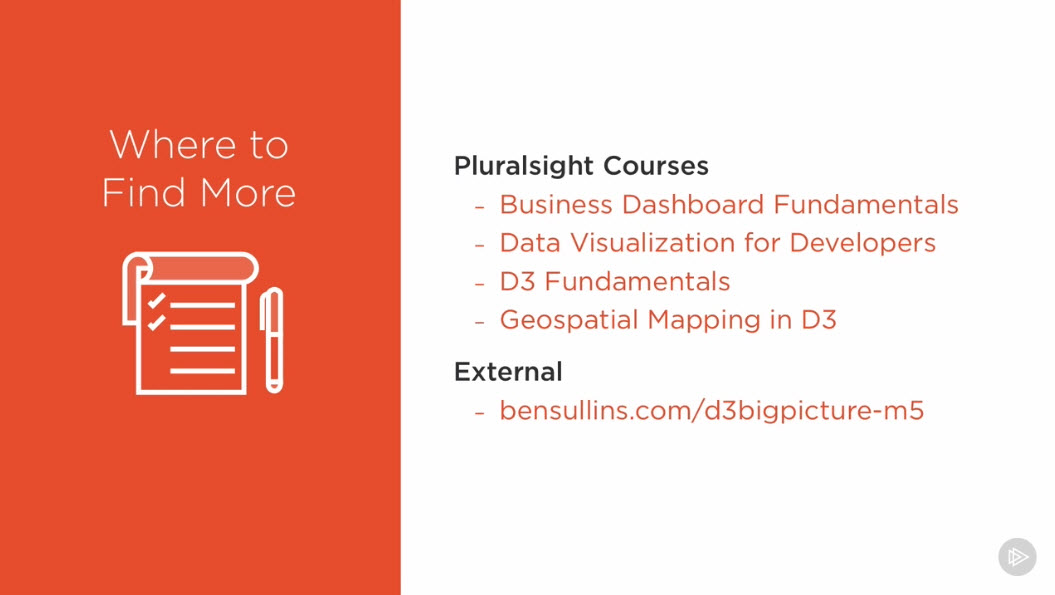 Where to
Find More
Pluralsight Courses
- Business Dashboard Fundamentals
- Data Visualization for Developers
- D3 Fundamentals
- Geospatial Mapping in D3
External
- bensullins.com/d3bigpicture-m5